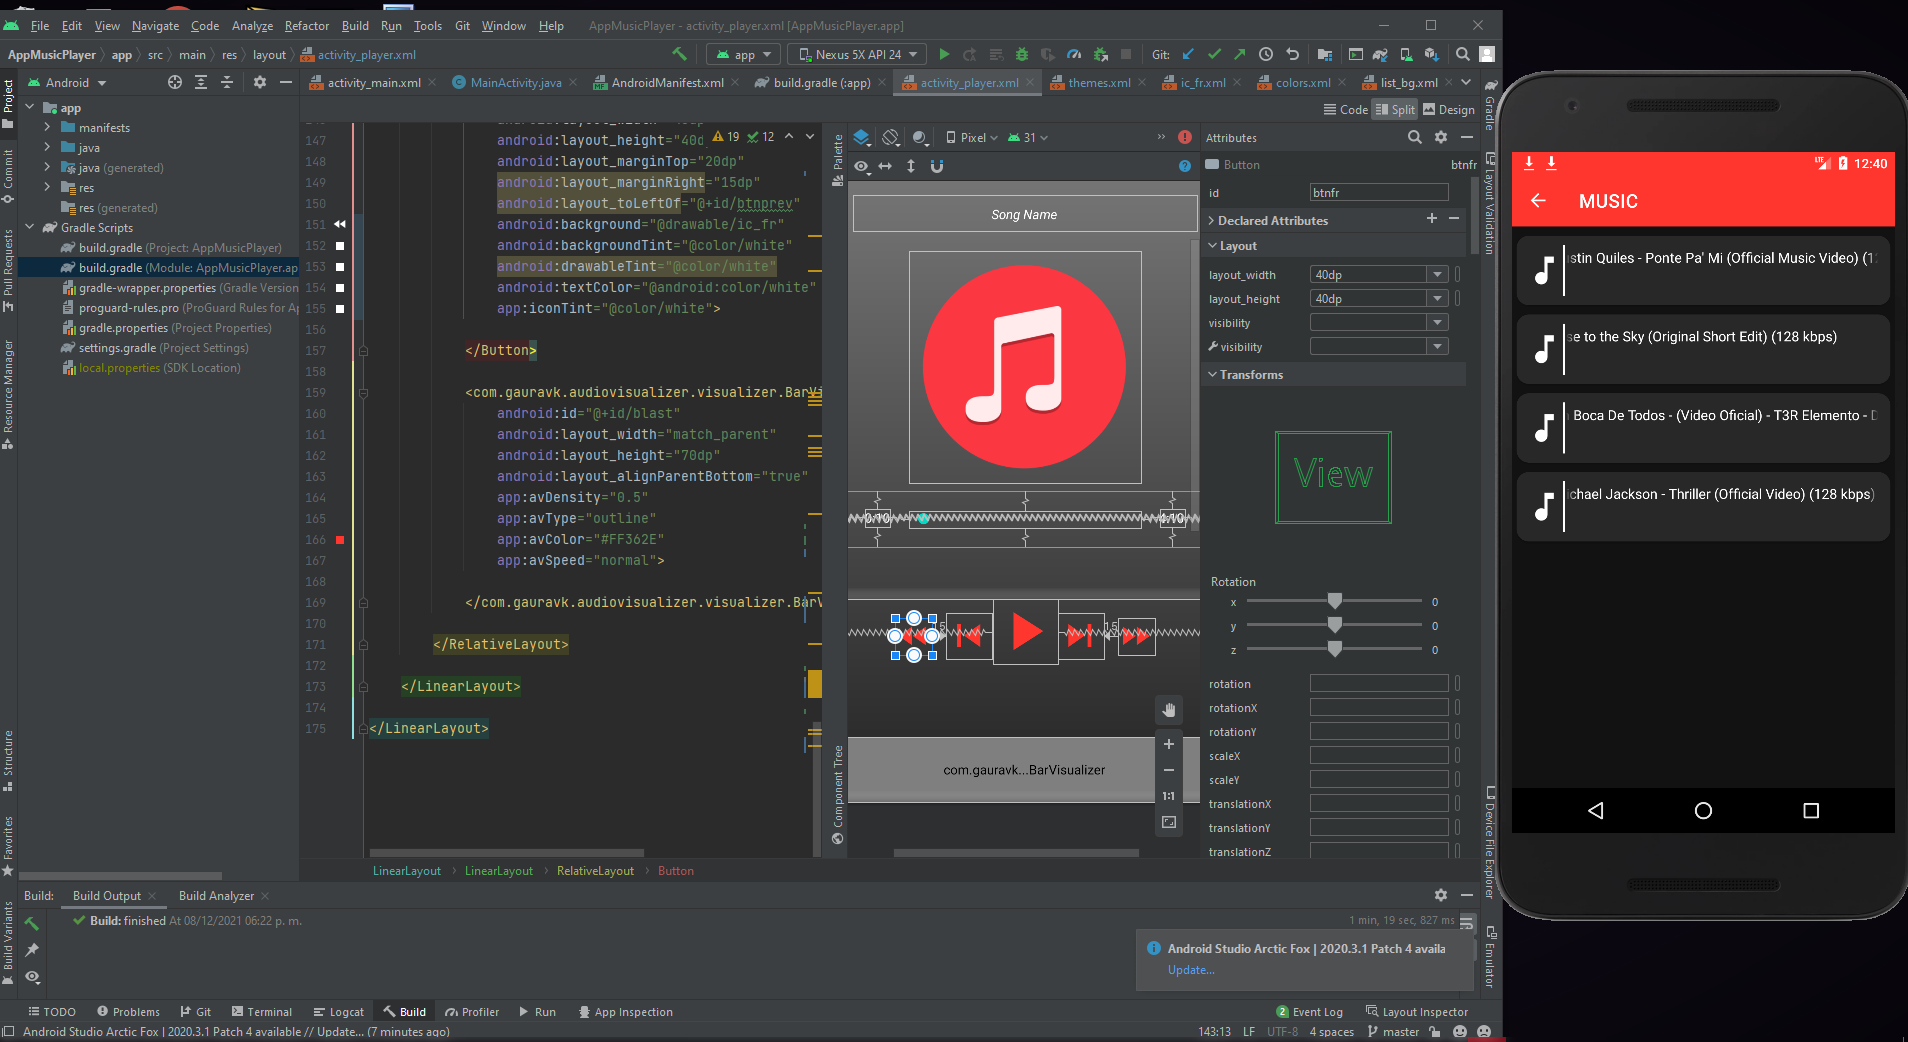 File Edit View Navigate Code Analyze Refactor Build Run Tools Git Window Help AppMusicPlayer - activity_player.xml [AppMusicPlayer.app]
AppMusicPlayer app src main res layout activity_player.xml
app Nexus 5X API 24 Git:
Android
activity_main.xml MainActivity.java AndroidManifest.xml build.gradle (:app) activity_player.xml themes.xml ic_fr.xml colors.xml list_bg.xml
Code Split Design
Project
Commit
Pull Requests
Resource Manager
Structure
Favorites
Build Variants
app
manifests
java
java (generated)
res
res (generated)
Gradle Scripts
build.gradle (Project: AppMusicPlayer)
build.gradle (Module: AppMusicPlayer.ap
gradle-wrapper.properties (Gradle Version
proguard-rules.pro (ProGuard Rules for Ap
gradle.properties (Project Properties)
settings.gradle (Project Settings)
local.properties (SDK Location)
19 12
147 android:layout_height="40d
148 android:layout_marginTop="20dp"
149 android:layout_marginRight="15dp"
150 android:layout_toLeftOf="@+id/btnprev"
151 android:background="@drawable/ic_fr"
152 android:backgroundTint="@color/white"
153 android:drawableTint="@color/white"
154 android:textColor="@android:color/white"
155 app:iconTint="@color/white">
156
157 </Button>
158
159 <com.gauravk.audiovisualizer.visualizer.BarVi
160 android:id="@+id/blast"
161 android:layout_width="match_parent"
162 android:layout_height="70dp"
163 android:layout_alignParentBottom="true"
164 app:avDensity="0.5"
165 app:avType="outline"
166 app:avColor="#FF362E"
167 app:avSpeed="normal">
168
169 </com.gauravk.audiovisualizer.visualizer.BarV
170
171 </RelativeLayout>
172
173 </LinearLayout>
174
175 </LinearLayout>
LinearLayout LinearLayout RelativeLayout Button
Palette
Component Tree
Pixel 31
Song Name
0:10 4:10
15 15
com.gauravk...BarVisualizer
1:1
Attributes
Button btnfr
id btnfr
Declared Attributes
Layout
layout_width 40dp
layout_height 40dp
visibility
visibility
Transforms
View
Rotation
x 0
y 0
z 0
rotation
rotationX
rotationY
scaleX
scaleY
translationX
translationY
translationZ
Gradle
Layout Validation
Device File Explorer
Emulator
LTE 12:40
MUSIC
stin Quiles - Ponte Pa' Mi (Official Music Video) (12
se to the Sky (Original Short Edit) (128 kbps)
Boca De Todos - (Video Oficial) - T3R Elemento - D
ichael Jackson - Thriller (Official Video) (128 kbps)
Build: Build Output Build Analyzer
Build: finished At 08/12/2021 06:22 p. m. 1 min, 19 sec, 827 ms
Android Studio Arctic Fox | 2020.3.1 Patch 4 availa
Update...
TODO Problems Git Terminal Logcat Build Profiler Run App Inspection 2 Event Log Layout Inspector
Android Studio Arctic Fox | 2020.3.1 Patch 4 available // Update... (7 minutes ago) 143:13 LF UTF-8 4 spaces master